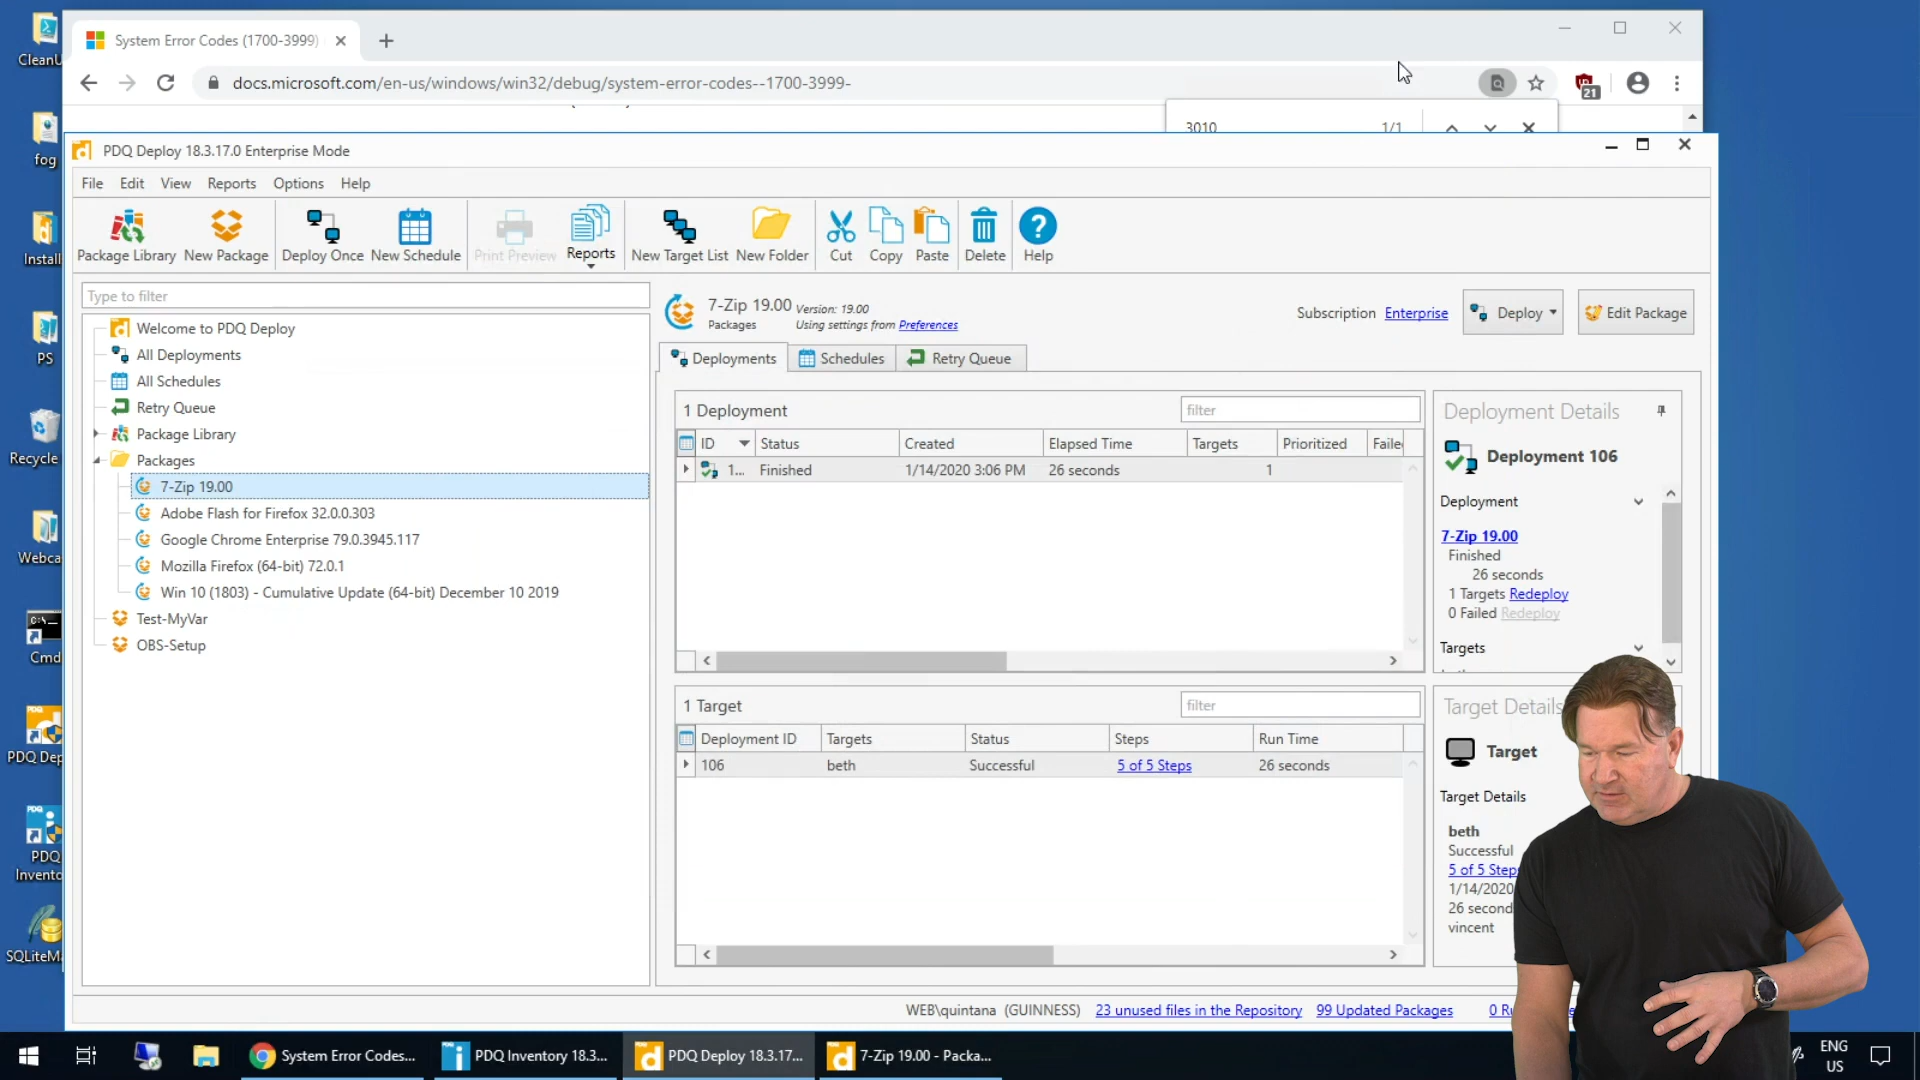 CleanU
fog
Install
PS
Recycle
Webca
Cmd
PDQ Dep
PDQ
Invento
SQLiteMa
System Error Codes (1700-3999)
docs.microsoft.com/en-us/windows/win32/debug/system-error-codes--1700-3999-
21
3010
1/1
PDQ Deploy 18.3.17.0 Enterprise Mode
File Edit View Reports Options Help
Package Library New Package Deploy Once New Schedule Print Preview Reports New Target List New Folder Cut Copy Paste Delete Help
Type to filter
Welcome to PDQ Deploy
All Deployments
All Schedules
Retry Queue
Package Library
Packages
7-Zip 19.00
Adobe Flash for Firefox 32.0.0.303
Google Chrome Enterprise 79.0.3945.117
Mozilla Firefox (64-bit) 72.0.1
Win 10 (1803) - Cumulative Update (64-bit) December 10 2019
Test-MyVar
OBS-Setup
7-Zip 19.00 Version: 19.00
Packages Using settings from Preferences
Subscription Enterprise
Deploy
Edit Package
Deployments Schedules Retry Queue
1 Deployment
filter
ID Status Created Elapsed Time Targets Prioritized Faile
1... Finished 1/14/2020 3:06 PM 26 seconds 1
Deployment Details
Deployment 106
Deployment
7-Zip 19.00
Finished
26 seconds
1 Targets Redeploy
0 Failed Redeploy
Targets
1 Target
filter
Deployment ID Targets Status Steps Run Time
106 beth Successful 5 of 5 Steps 26 seconds
Target Details
Target
Target Details
beth
Successful
5 of 5 Steps
1/14/2020
26 second
vincent
WEB\quintana (GUINNESS) 23 unused files in the Repository 99 Updated Packages 0 R
System Error Codes...
PDQ Inventory 18.3...
PDQ Deploy 18.3.17...
7-Zip 19.00 - Packa...
ENG
US